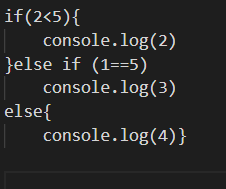 if(2<5){
    console.log(2)
}else if (1==5)
    console.log(3)
else{
    console.log(4)}